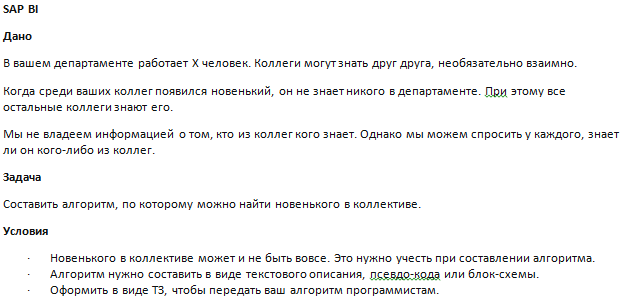 SAP BI
Дано
В вашем департаменте работает X человек. Коллеги могут знать друг друга, необязательно взаимно.
Когда среди ваших коллег появился новенький, он не знает никого в департаменте. При этому все
остальные коллеги знают его.
Мы не владеем информацией о том, кто из коллег кого знает. Однако мы можем спросить у каждого, знает
ли он кого-либо из коллег.
Задача
Составить алгоритм, по которому можно найти новенького в коллективе.
Условия
· Новенького в коллективе может и не быть вовсе. Это нужно учесть при составлении алгоритма.
· Алгоритм нужно составить в виде текстового описания, псевдо-кода или блок-схемы.
· Оформить в виде ТЗ, чтобы передать ваш алгоритм программистам.